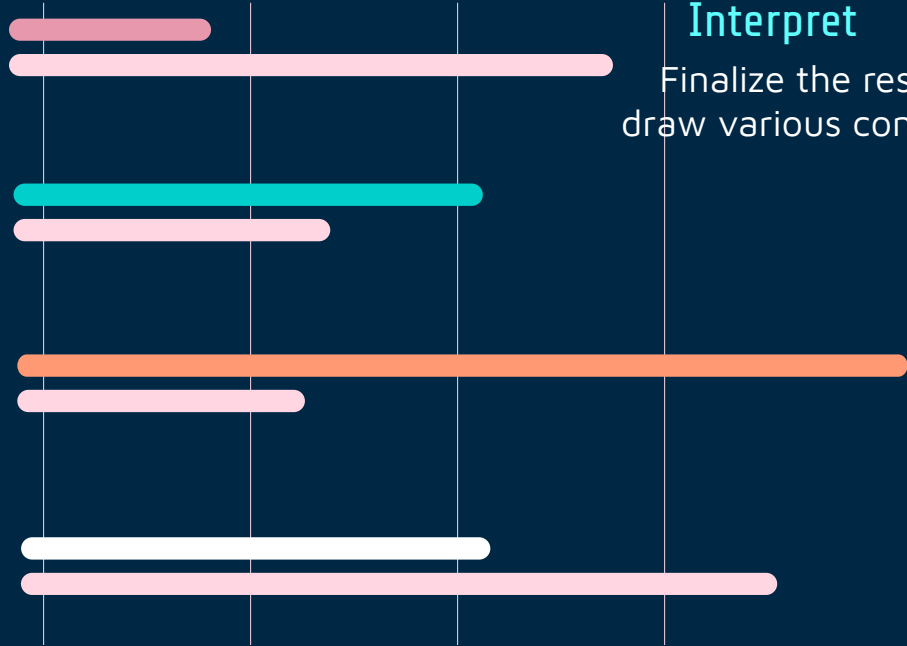 Interpret
Finalize the res
draw various con